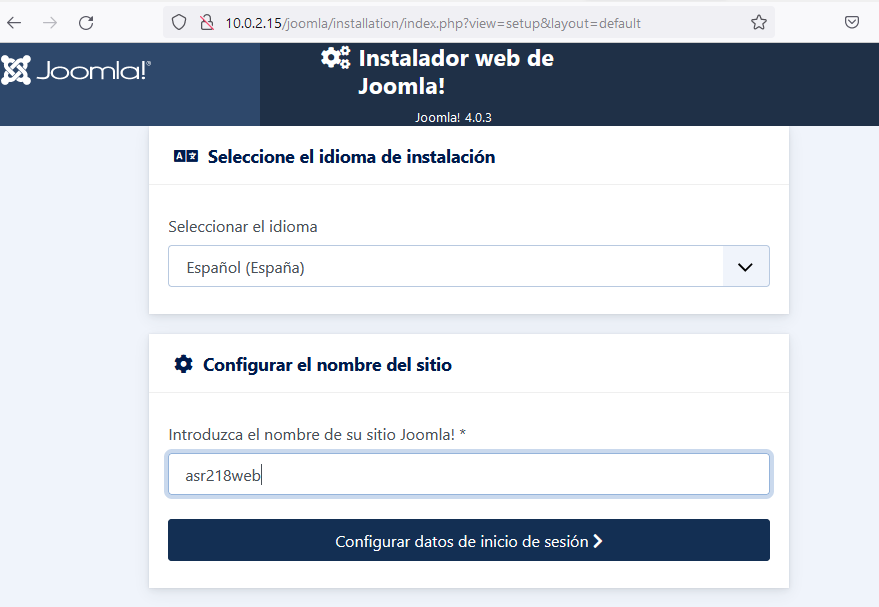 10.0.2.15/joomla/installation/index.php?view=setup&layout=default
Joomla!®
Instalador web de
Joomla!
Joomla! 4.0.3
Seleccione el idioma de instalación
Seleccionar el idioma
Español (España)
Configurar el nombre del sitio
Introduzca el nombre de su sitio Joomla! *
asr218web
Configurar datos de inicio de sesión